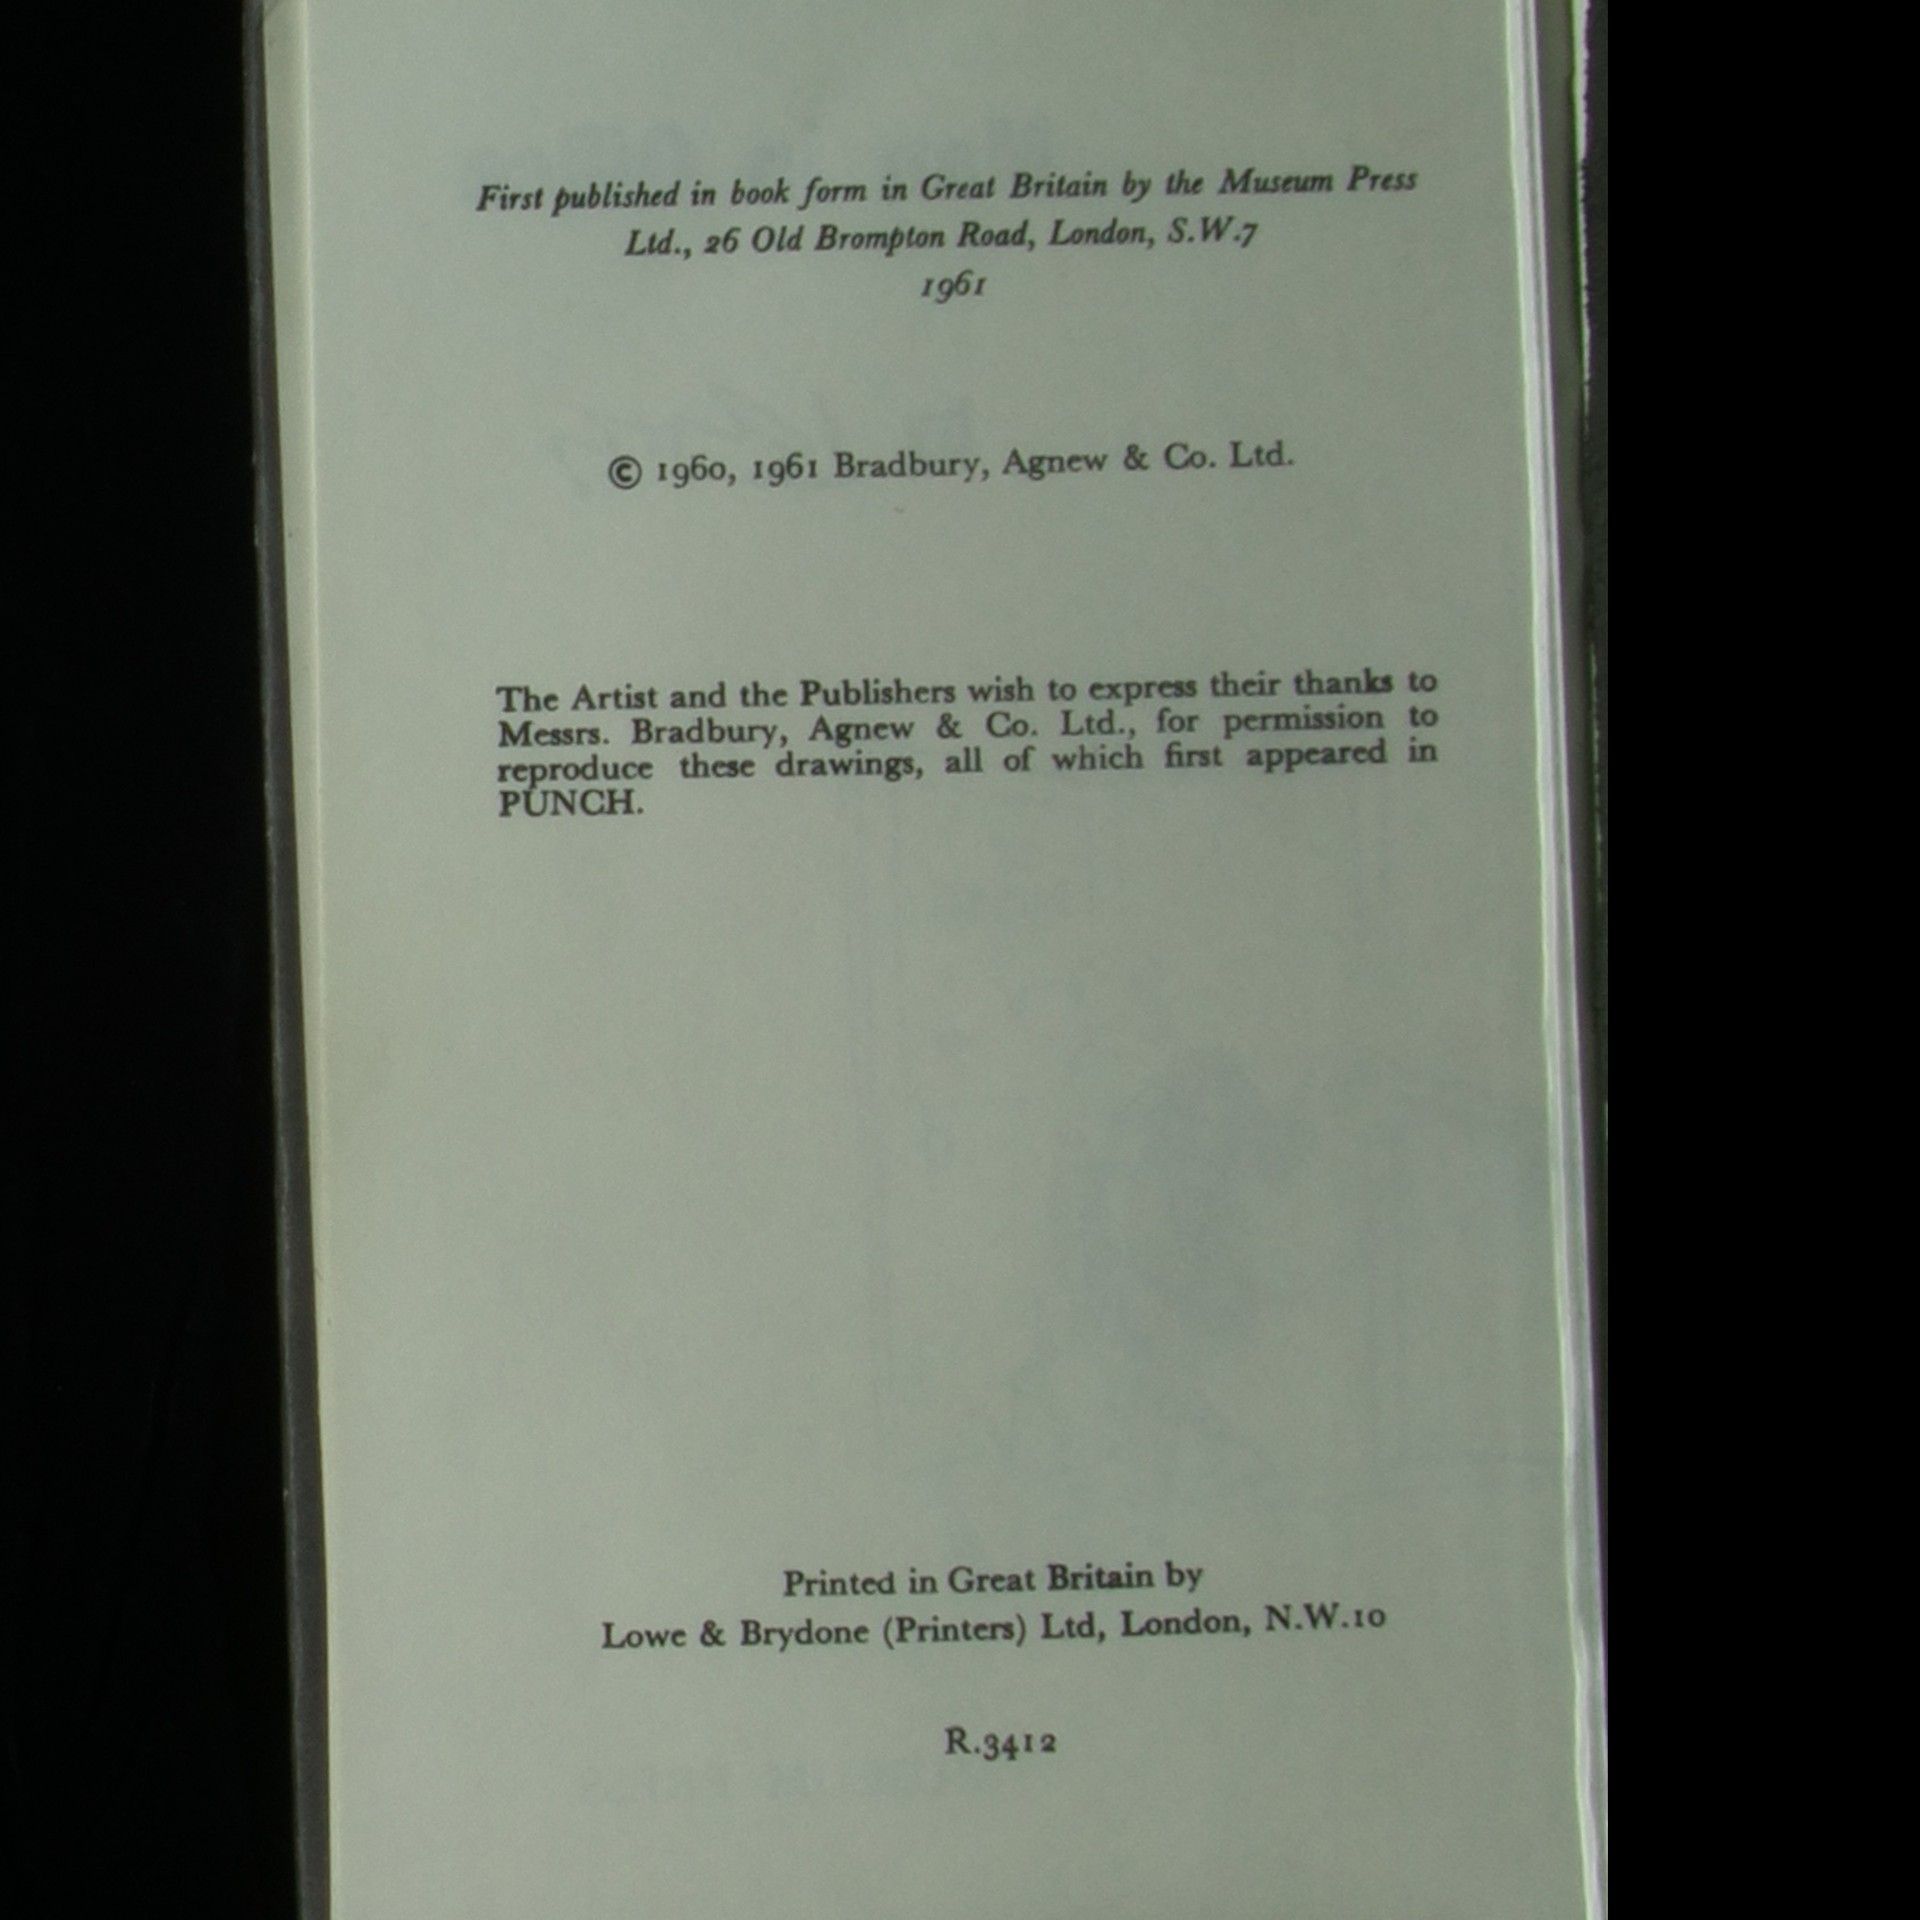 First published in book form in Great Britain by the Museum Press
Ltd., 26 Old Brompton Road, London, S.W.7
1961
© 1960, 1961 Bradbury, Agnew & Co. Ltd.
The Artist and the Publishers wish to express their thanks to
Messrs. Bradbury, Agnew & Co. Ltd., for permission to
reproduce these drawings, all of which first appeared in
PUNCH.
Printed in Great Britain by
Lowe & Brydone (Printers) Ltd, London, N.W.10
R.3412